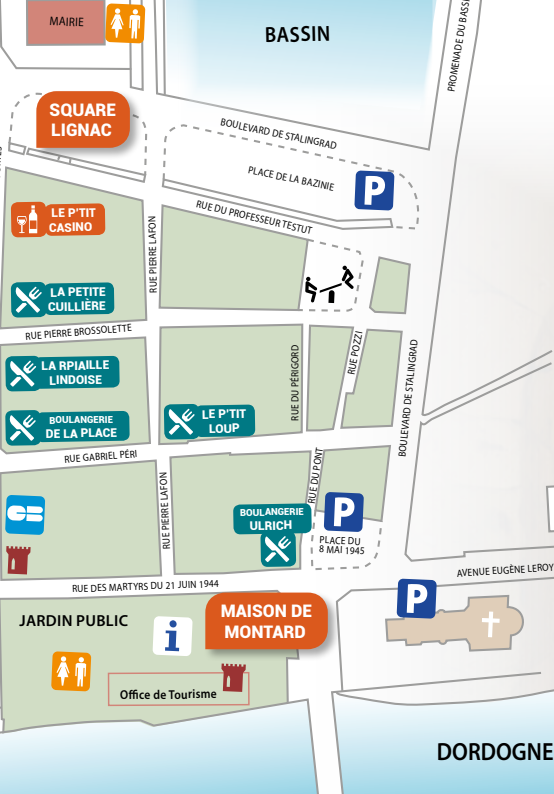 MAIRIE
BASSIN
PROMENADE DU BASSI
SQUARE
LIGNAC
BOULEVARD DE STALINGRAD
PLACE DE LA BAZINIE
P
RUE DU PROFESSEUR TESTUT
LE P'TIT
CASINO
RUE PIERRE LAFON
LA PETITE
CUILLIÈRE
RUE PIERRE BROSSOLETTE
LA RPIAILLE
LINDOISE
RUE DU PÉRIGORD
RUE POZZI
BOULEVARD DE STALINGRAD
BOULANGERIE
DE LA PLACE
LE P'TIT
LOUP
RUE GABRIEL PÉRI
RUE PIERRE LAFON
RUE DU PONT
BOULANGERIE
ULRICH
P
PLACE DU
8 MAI 1945
AVENUE EUGÈNE LEROY
RUE DES MARTYRS DU 21 JUIN 1944
P
JARDIN PUBLIC
i
MAISON DE
MONTARD
Office de Tourisme
DORDOGNE